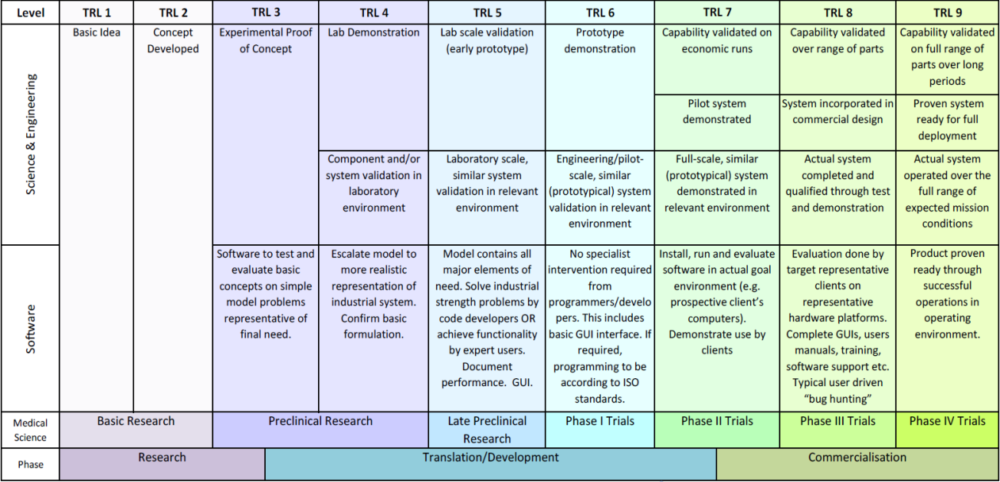 Level
TRL 1
TRL 2
TRL 3
TRL 4
TRL 5
TRL 6
TRL 7
TRL 8
TRL 9
Science & Engineering
Basic Idea
Concept
Developed
Experimental Proof
of Concept
Lab Demonstration
Lab scale validation
(early prototype)
Prototype
demonstration
Capability validated on
economic runs
Capability validated
over range of parts
Capability validated
on full range of
parts over long
periods
Pilot system
demonstrated
System incorporated in
commercial design
Proven system
ready for full
deployment
Component and/or
system validation in
laboratory
environment
Laboratory scale,
similar system
validation in relevant
environment
Engineering/pilot-
scale, similar
(prototypical) system
validation in relevant
environment
Full-scale, similar
(prototypical) system
demonstrated in
relevant environment
Actual system
completed and
qualified through test
and demonstration
Actual system
operated over the
full range of
expected mission
conditions
Software
Software to test and
evaluate basic
concepts on simple
model problems
representative of
final need.
Escalate model to
more realistic
representation of
industrial system.
Confirm basic
formulation.
Model contains all
major elements of
need. Solve industrial
strength problems by
code developers OR
achieve functionality
by expert users.
Document
performance. GUI.
No specialist
intervention required
from
programmers/develo
pers. This includes
basic GUI interface. If
required,
programming to be
according to ISO
standards.
Install, run and evaluate
software in actual goal
environment (e.g.
prospective client's
computers).
Demonstrate use by
clients
Evaluation done by
target representative
clients on
representative
hardware platforms.
Complete GUIs, users
manuals, training,
software support etc.
Typical user driven
"bug hunting"
Product proven
ready through
successful
operations in
operating
environment.
Medical
Science
Basic Research
Preclinical Research
Late Preclinical
Research
Phase I Trials
Phase II Trials
Phase III Trials
Phase IV Trials
Phase
Research
Translation/Development
Commercialisation